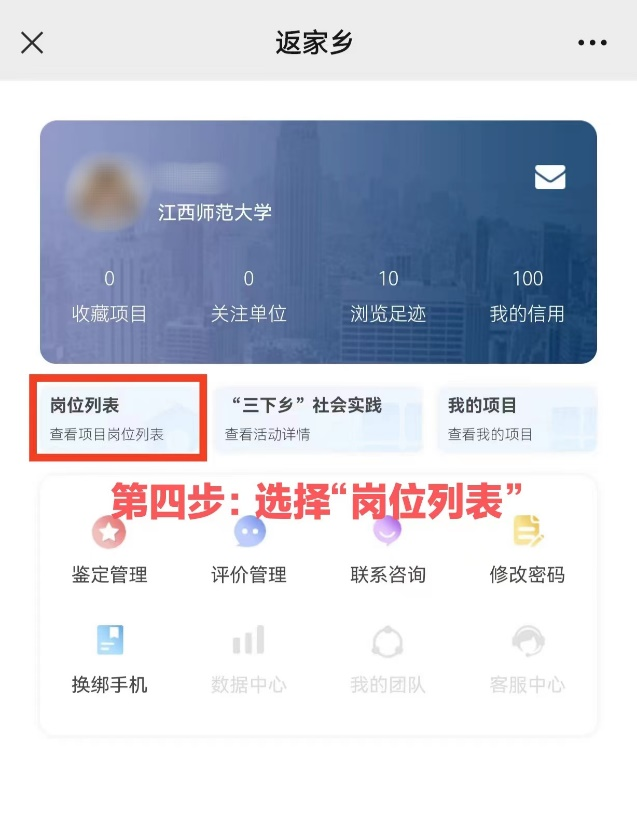 返家乡
江西师范大学
0 0 10 100
收藏项目 关注单位 浏览足迹 我的信用
岗位列表 “三下乡”社会实践 我的项目
查看项目岗位列表 查看活动详情 查看我的项目
第四步：选择“岗位列表”
鉴定管理 评价管理 联系咨询 修改密码
换绑手机 数据中心 我的团队 客服中心